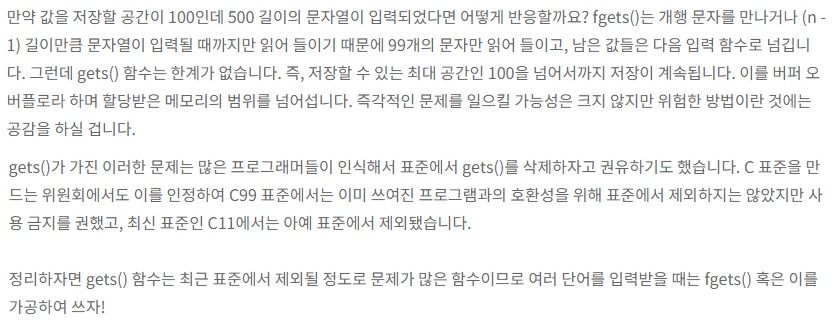 만약 값을 저장할 공간이 100인데 500 길이의 문자열이 입력되었다면 어떻게 반응할까요? fgets()는 개행 문자를 만나거나 (n -
1) 길이만큼 문자열이 입력될 때까지만 읽어 들이기 때문에 99개의 문자만 읽어 들이고, 남은 값들은 다음 입력 함수로 넘깁니
다. 그런데 gets() 함수는 한계가 없습니다. 즉, 저장할 수 있는 최대 공간인 100을 넘어서까지 저장이 계속됩니다. 이를 버퍼 오
버플로라 하며 할당받은 메모리의 범위를 넘어섭니다. 즉각적인 문제를 일으킬 가능성은 크지 않지만 위험한 방법이란 것에는
공감을 하실 겁니다.
gets()가 가진 이러한 문제는 많은 프로그래머들이 인식해서 표준에서 gets()를 삭제하자고 권유하기도 했습니다. C 표준을 만
드는 위원회에서도 이를 인정하여 C99 표준에서는 이미 쓰여진 프로그램과의 호환성을 위해 표준에서 제외하지는 않았지만 사
용 금지를 권했고, 최신 표준인 C11에서는 아예 표준에서 제외됐습니다.
정리하자면 gets() 함수는 최근 표준에서 제외될 정도로 문제가 많은 함수이므로 여러 단어를 입력받을 때는 fgets() 혹은 이를
가공하여 쓰자!